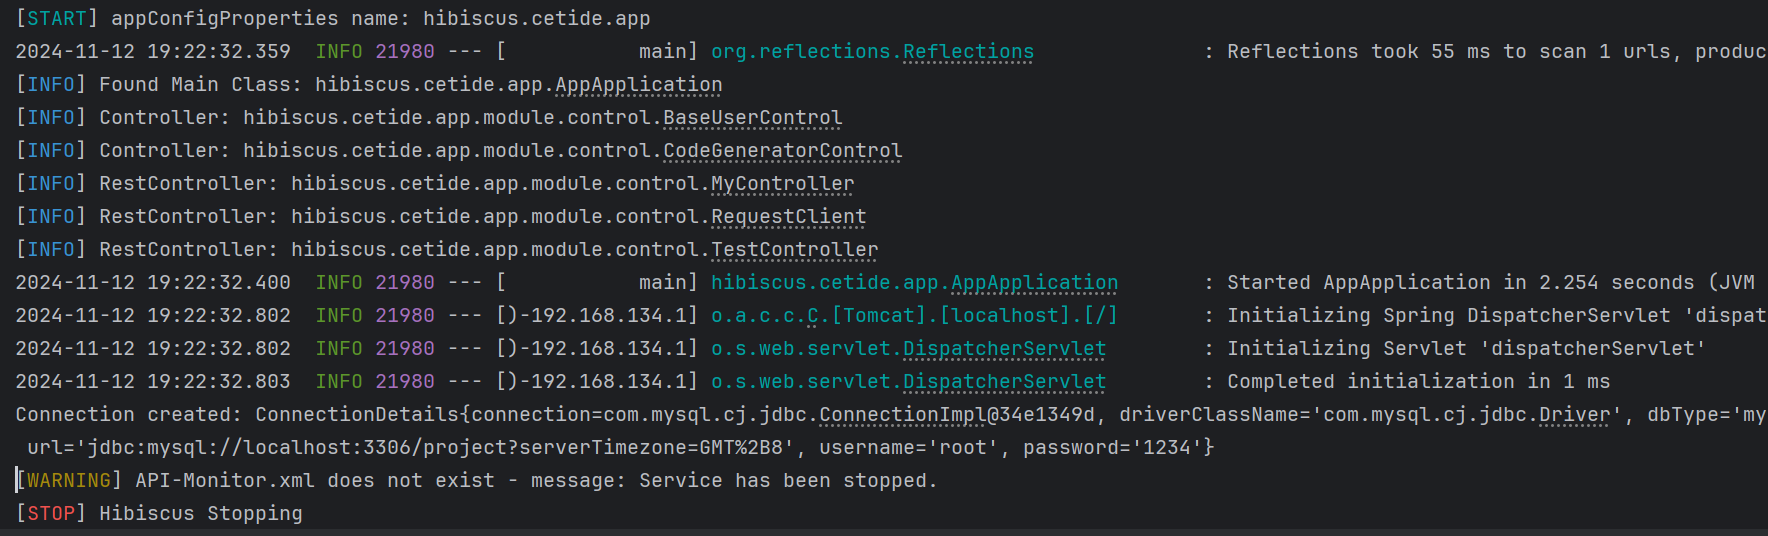 [START] appConfigProperties name: hibiscus.cetide.app
2024-11-12 19:22:32.359  INFO 21980 --- [           main] org.reflections.Reflections              : Reflections took 55 ms to scan 1 urls, produc
[INFO] Found Main Class: hibiscus.cetide.app.AppApplication
[INFO] Controller: hibiscus.cetide.app.module.control.BaseUserControl
[INFO] Controller: hibiscus.cetide.app.module.control.CodeGeneratorControl
[INFO] RestController: hibiscus.cetide.app.module.control.MyController
[INFO] RestController: hibiscus.cetide.app.module.control.RequestClient
[INFO] RestController: hibiscus.cetide.app.module.control.TestController
2024-11-12 19:22:32.400  INFO 21980 --- [           main] hibiscus.cetide.app.AppApplication       : Started AppApplication in 2.254 seconds (JVM
2024-11-12 19:22:32.802  INFO 21980 --- [)-192.168.134.1] o.a.c.c.C.[Tomcat].[localhost].[/]       : Initializing Spring DispatcherServlet 'dispat
2024-11-12 19:22:32.802  INFO 21980 --- [)-192.168.134.1] o.s.web.servlet.DispatcherServlet        : Initializing Servlet 'dispatcherServlet'
2024-11-12 19:22:32.803  INFO 21980 --- [)-192.168.134.1] o.s.web.servlet.DispatcherServlet        : Completed initialization in 1 ms
Connection created: ConnectionDetails{connection=com.mysql.cj.jdbc.ConnectionImpl@34e1349d, driverClassName='com.mysql.cj.jdbc.Driver', dbType='my
 url='jdbc:mysql://localhost:3306/project?serverTimezone=GMT%2B8', username='root', password='1234'}
[WARNING] API-Monitor.xml does not exist - message: Service has been stopped.
[STOP] Hibiscus Stopping